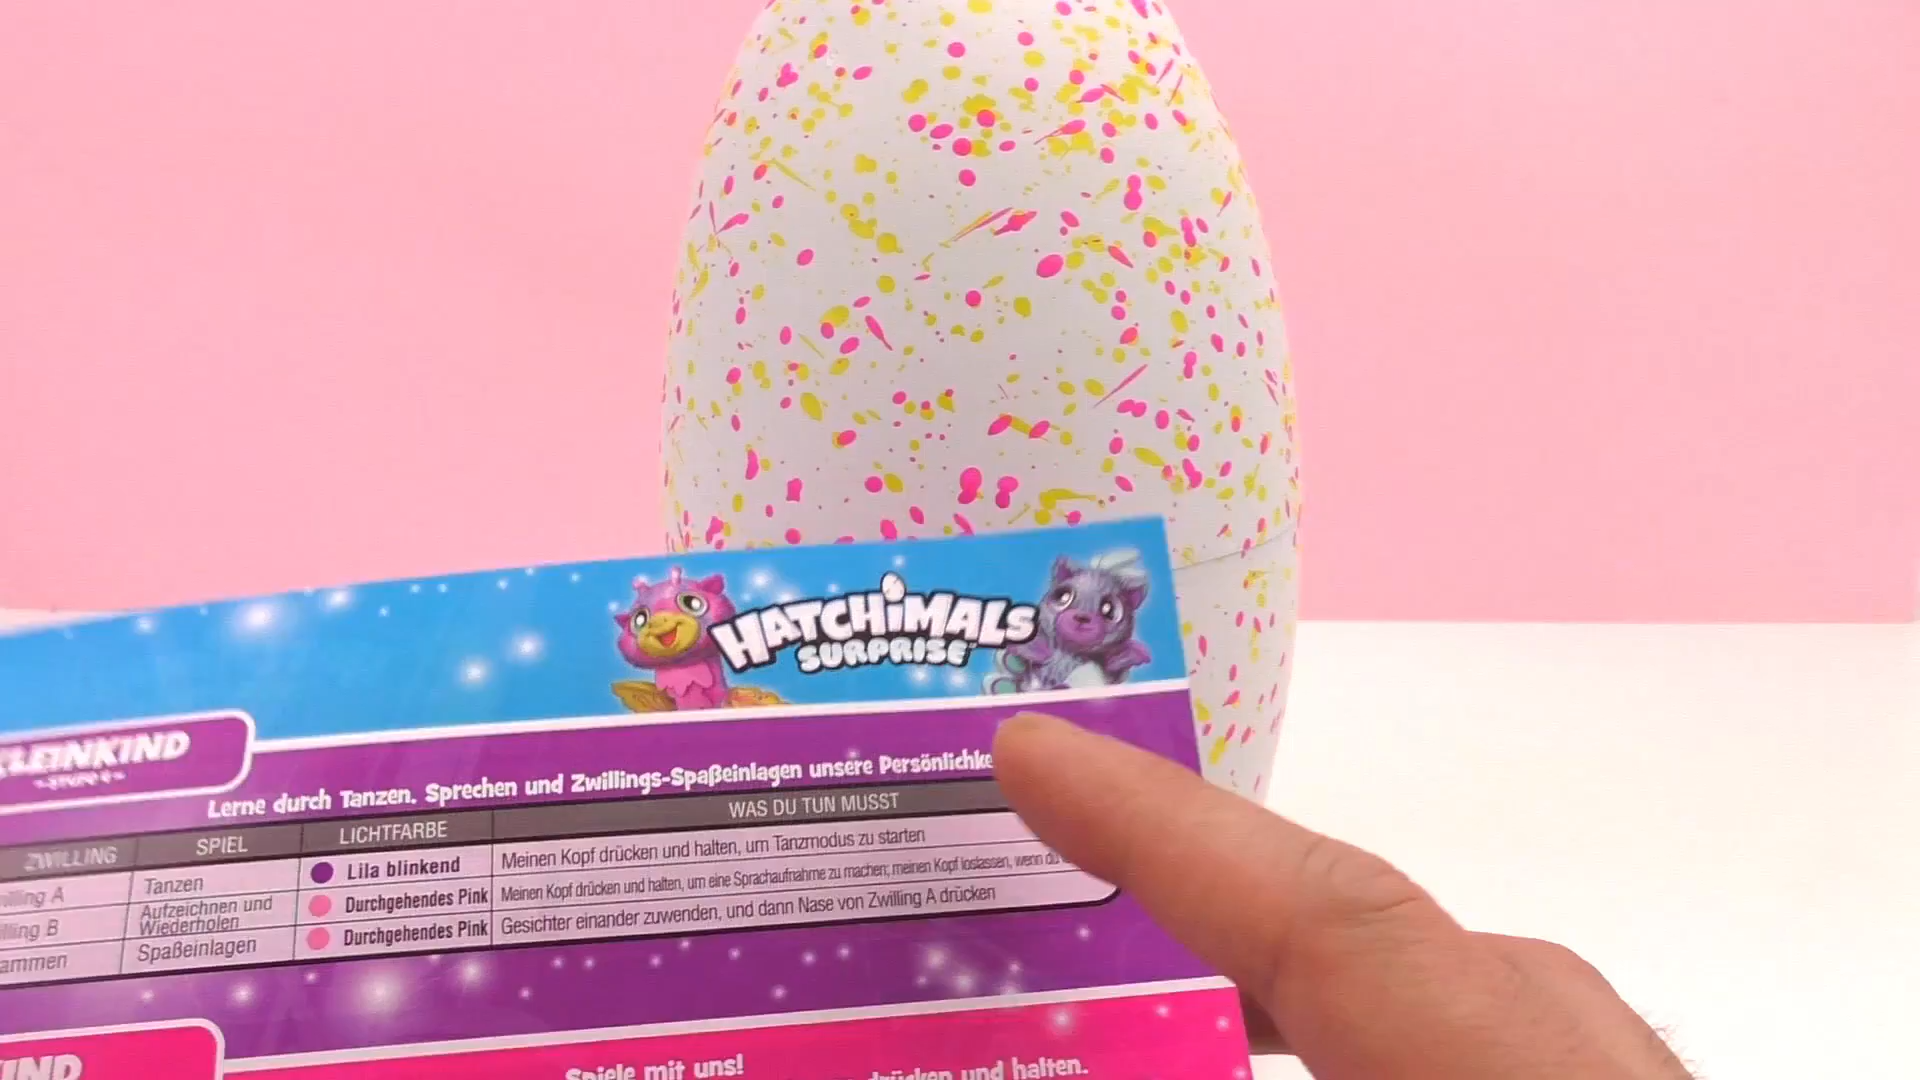 HATCHiMALS
SURPRISE
KLEINKIND
Lerne durch Tanzen. Sprechen und Zwillings-Spaßeinlagen unsere
ZWILLING SPIEL LICHTFARBE WAS DU TUN MUSST
A Tanzen Lila blinkend Meinen Kopf drücken und halten, um Tanzmodus zu starten
B Aufzeichnen und Wiederholen Durchgehendes Pink Meinen Kopf drücken und halten, um eine Sprachaufnahme zu machen; meinen Kopf loslassen, wenn du
Spaßeinlagen Durchgehendes Pink Gesichter einander zuwenden, und dann Nase von Zwilling A drücken
Spiele mit uns!
drücken und halten.